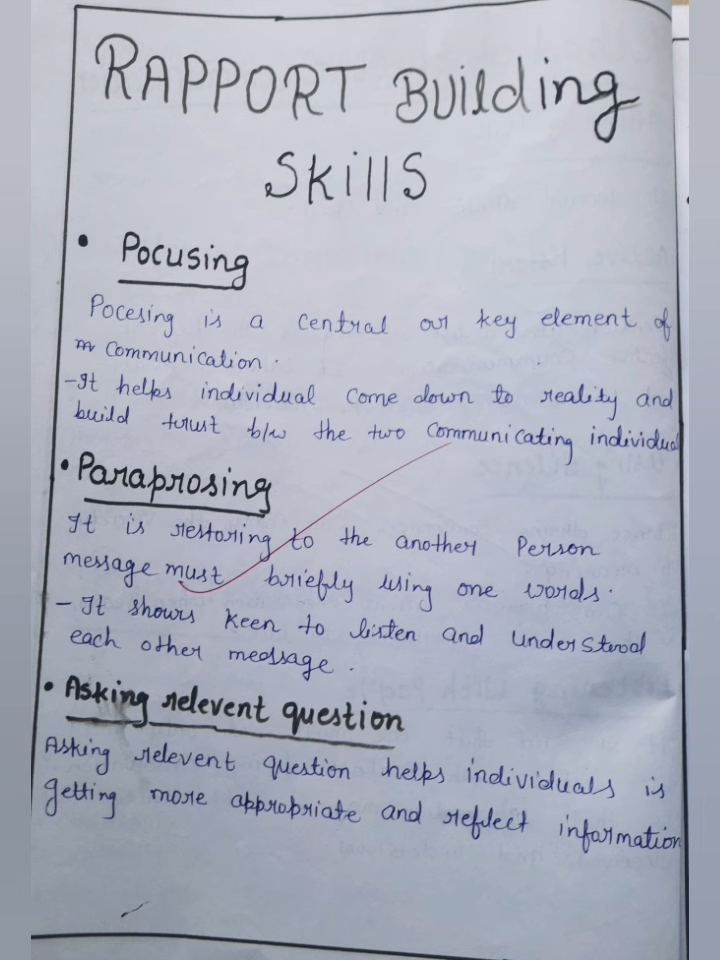 RAPPORT Building
Skills
• Pocusing
Pocesing is a central or key element of
m communication.
-It helps individual come down to reality and
build trust b/w the two communicating individual
• Paraprosing
It is restoring to the another Person
message must briefly using one words.
- It shows keen to listen and understood
each other message.
• Asking relevent question
Asking relevent question helps individuals is
getting more appropriate and reflect information